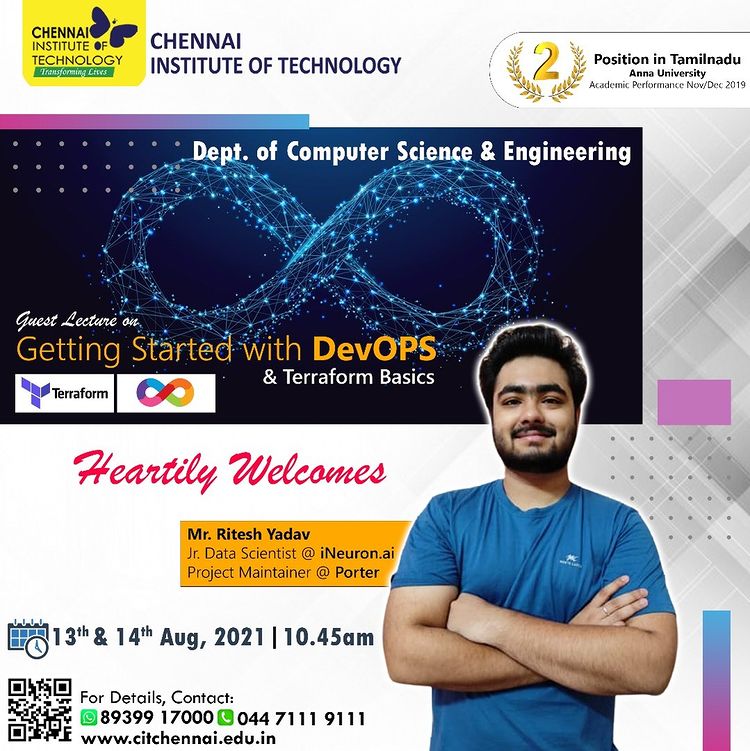 CHENNAI
INSTITUTE OF
TECHNOLOGY
Transforming Lives
CHENNAI
INSTITUTE OF TECHNOLOGY
2
Position in Tamilnadu
Anna University
Academic Performance Nov/Dec 2019
Dept. of Computer Science & Engineering
Guest Lecture on
Getting Started with DevOPS
& Terraform Basics
Terraform
Heartily Welcomes
Mr. Ritesh Yadav
Jr. Data Scientist @ iNeuron.ai
Project Maintainer @ Porter
13th & 14th Aug, 2021 | 10.45am
For Details, Contact:
89399 17000 044 7111 9111
www.citchennai.edu.in